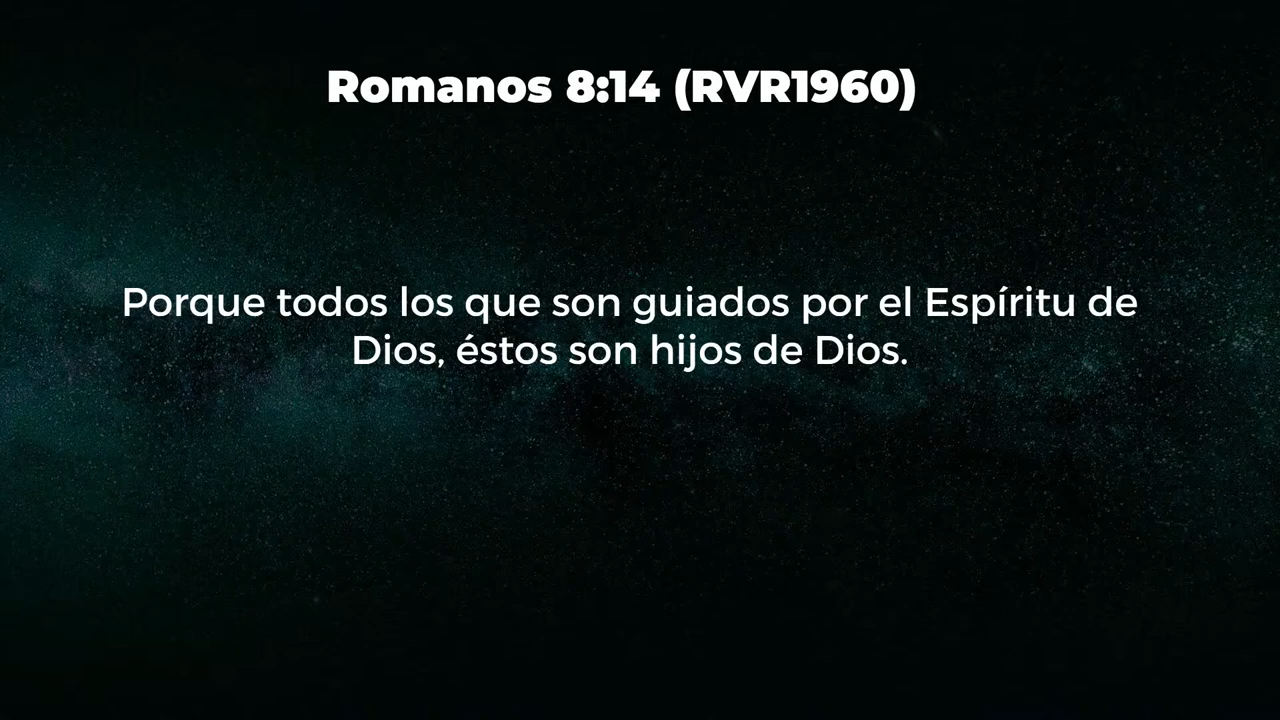 Romanos 8:14 (RVR1960)
Porque todos los que son guiados por el Espíritu de
Dios, éstos son hijos de Dios.